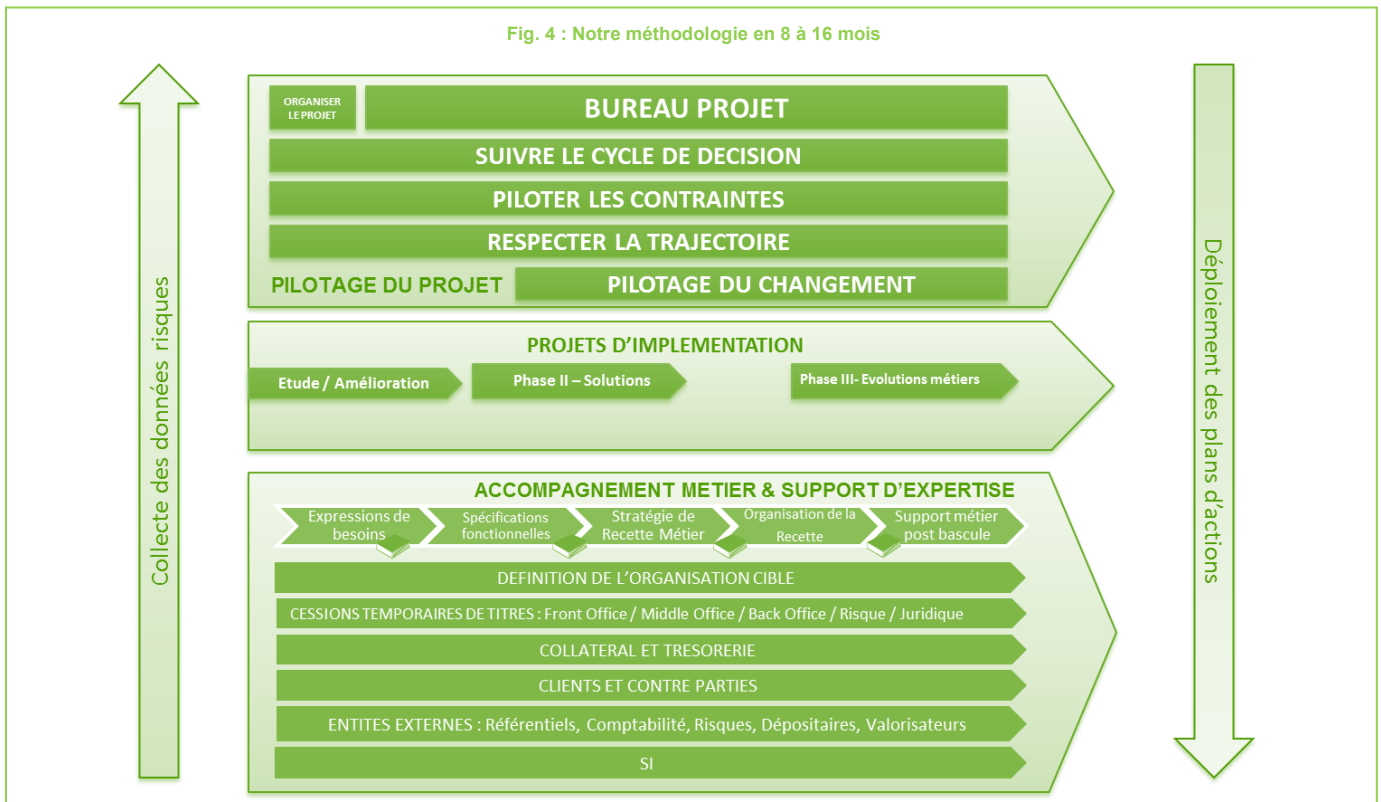 Fig. 4 : Notre méthodologie en 8 à 16 mois
Collecte des données risques
ORGANISER
LE PROJET
BUREAU PROJET
SUIVRE LE CYCLE DE DECISION
PILOTER LES CONTRAINTES
RESPECTER LA TRAJECTOIRE
PILOTAGE DU PROJET
PILOTAGE DU CHANGEMENT
PROJETS D’IMPLEMENTATION
Etude / Amélioration
Phase II – Solutions
Phase III- Evolutions métiers
ACCOMPAGNEMENT METIER & SUPPORT D’EXPERTISE
Expressions de
besoins
Spécifications
fonctionnelles
Stratégie de
Recette Métier
Organisation de la
Recette
Support métier
post bascule
DEFINITION DE L’ORGANISATION CIBLE
CESSIONS TEMPORAIRES DE TITRES : Front Office / Middle Office / Back Office / Risque / Juridique
COLLATERAL ET TRESORERIE
CLIENTS ET CONTRE PARTIES
ENTITES EXTERNES : Référentiels, Comptabilité, Risques, Dépositaires, Valorisateurs
SI
Déploiement des plans d’actions